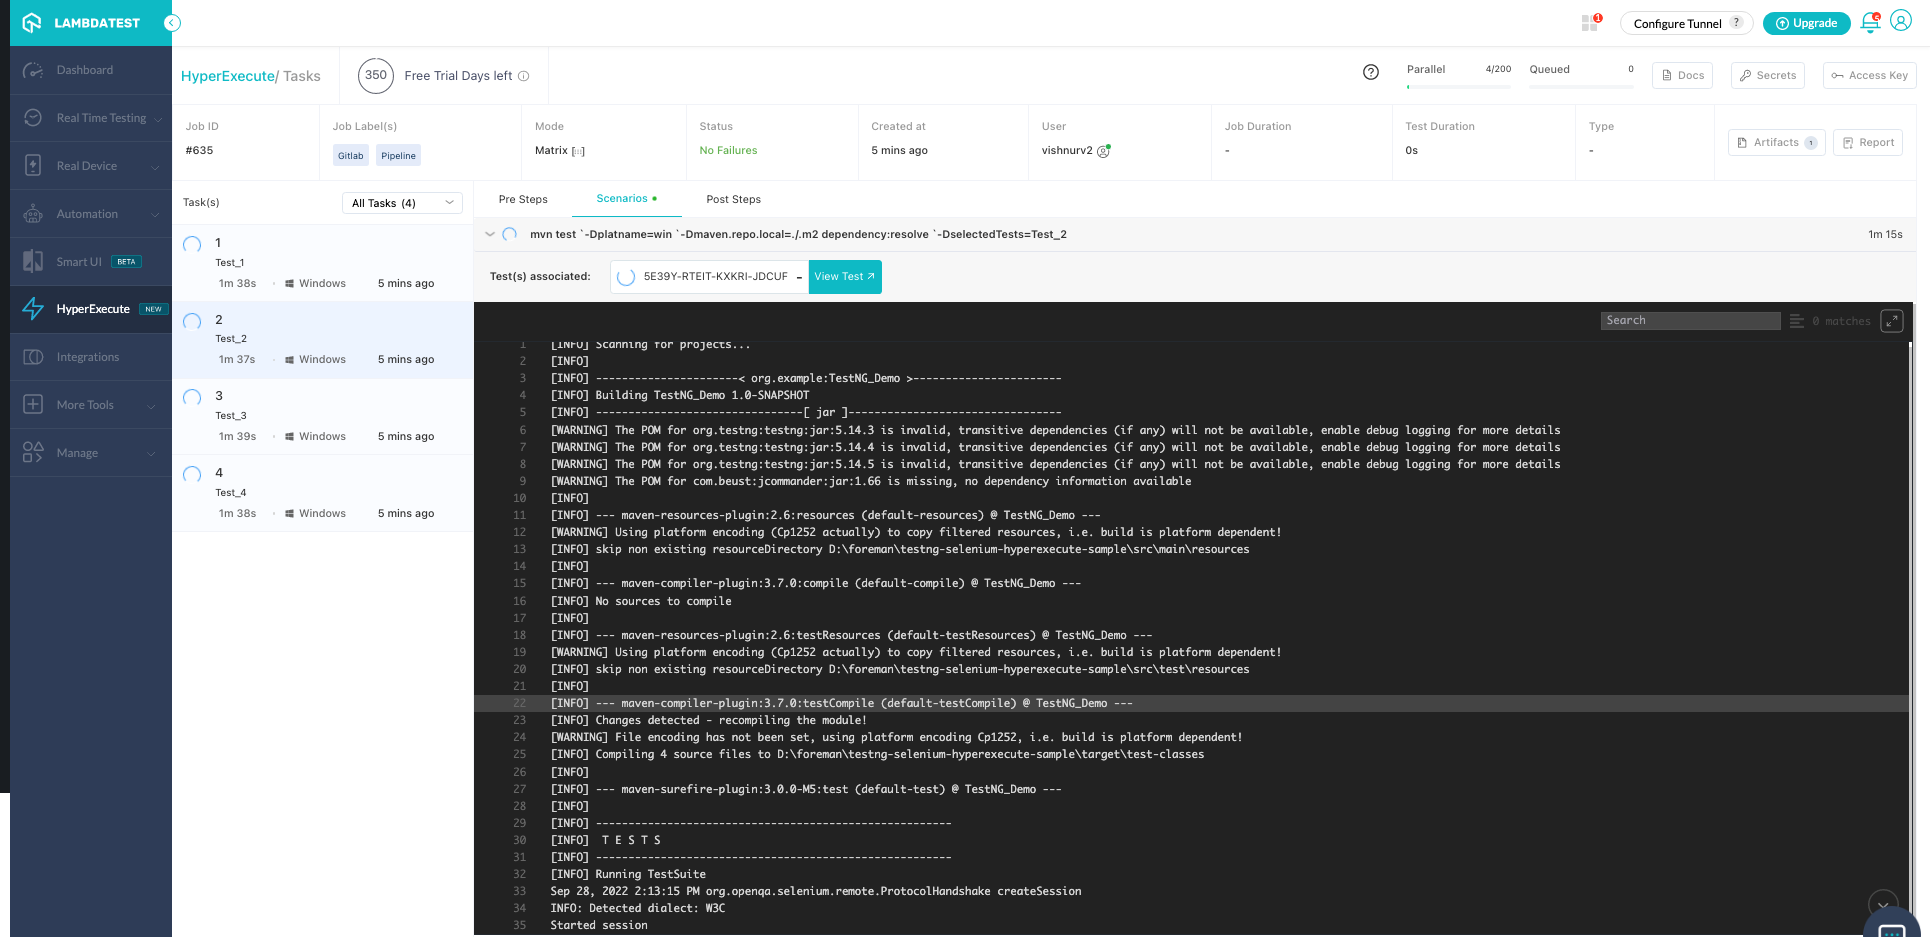 LAMBDATEST
1
Configure Tunnel ?
Upgrade
Dashboard
Real Time Testing
Real Device
Automation
Smart UI BETA
HyperExecute NEW
Integrations
More Tools
Manage
HyperExecute/ Tasks
350 Free Trial Days left
Parallel 4/200
Queued 0
Docs
Secrets
Access Key
Job ID
#635
Job Label(s)
Gitlab Pipeline
Mode
Matrix
Status
No Failures
Created at
5 mins ago
User
vishnurv2
Job Duration
-
Test Duration
0s
Type
-
Artifacts 1
Report
Task(s)
All Tasks (4)
1
Test_1
1m 38s · Windows 5 mins ago
2
Test_2
1m 37s · Windows 5 mins ago
3
Test_3
1m 39s · Windows 5 mins ago
4
Test_4
1m 38s · Windows 5 mins ago
Pre Steps Scenarios Post Steps
mvn test `-Dplatname=win `-Dmaven.repo.local=./.m2 dependency:resolve `-DselectedTests=Test_2 1m 15s
Test(s) associated: 5E39Y-RTEIT-KXKRI-JDCUF - View Test
Search 0 matches
1 [INFO] Scanning for projects...
2 [INFO]
3 [INFO] ----------------------< org.example:TestNG_Demo >-----------------------
4 [INFO] Building TestNG_Demo 1.0-SNAPSHOT
5 [INFO] --------------------------------[ jar ]---------------------------------
6 [WARNING] The POM for org.testng:testng:jar:5.14.3 is invalid, transitive dependencies (if any) will not be available, enable debug logging for more details
7 [WARNING] The POM for org.testng:testng:jar:5.14.4 is invalid, transitive dependencies (if any) will not be available, enable debug logging for more details
8 [WARNING] The POM for org.testng:testng:jar:5.14.5 is invalid, transitive dependencies (if any) will not be available, enable debug logging for more details
9 [WARNING] The POM for com.beust:jcommander:jar:1.66 is missing, no dependency information available
10 [INFO]
11 [INFO] --- maven-resources-plugin:2.6:resources (default-resources) @ TestNG_Demo ---
12 [WARNING] Using platform encoding (Cp1252 actually) to copy filtered resources, i.e. build is platform dependent!
13 [INFO] skip non existing resourceDirectory D:\foreman\testng-selenium-hyperexecute-sample\src\main\resources
14 [INFO]
15 [INFO] --- maven-compiler-plugin:3.7.0:compile (default-compile) @ TestNG_Demo ---
16 [INFO] No sources to compile
17 [INFO]
18 [INFO] --- maven-resources-plugin:2.6:testResources (default-testResources) @ TestNG_Demo ---
19 [WARNING] Using platform encoding (Cp1252 actually) to copy filtered resources, i.e. build is platform dependent!
20 [INFO] skip non existing resourceDirectory D:\foreman\testng-selenium-hyperexecute-sample\src\test\resources
21 [INFO]
22 [INFO] --- maven-compiler-plugin:3.7.0:testCompile (default-testCompile) @ TestNG_Demo ---
23 [INFO] Changes detected - recompiling the module!
24 [WARNING] File encoding has not been set, using platform encoding Cp1252, i.e. build is platform dependent!
25 [INFO] Compiling 4 source files to D:\foreman\testng-selenium-hyperexecute-sample\target\test-classes
26 [INFO]
27 [INFO] --- maven-surefire-plugin:3.0.0-M5:test (default-test) @ TestNG_Demo ---
28 [INFO]
29 [INFO] -------------------------------------------------------
30 [INFO]  T E S T S
31 [INFO] -------------------------------------------------------
32 [INFO] Running TestSuite
33 Sep 28, 2022 2:13:15 PM org.openqa.selenium.remote.ProtocolHandshake createSession
34 INFO: Detected dialect: W3C
35 Started session